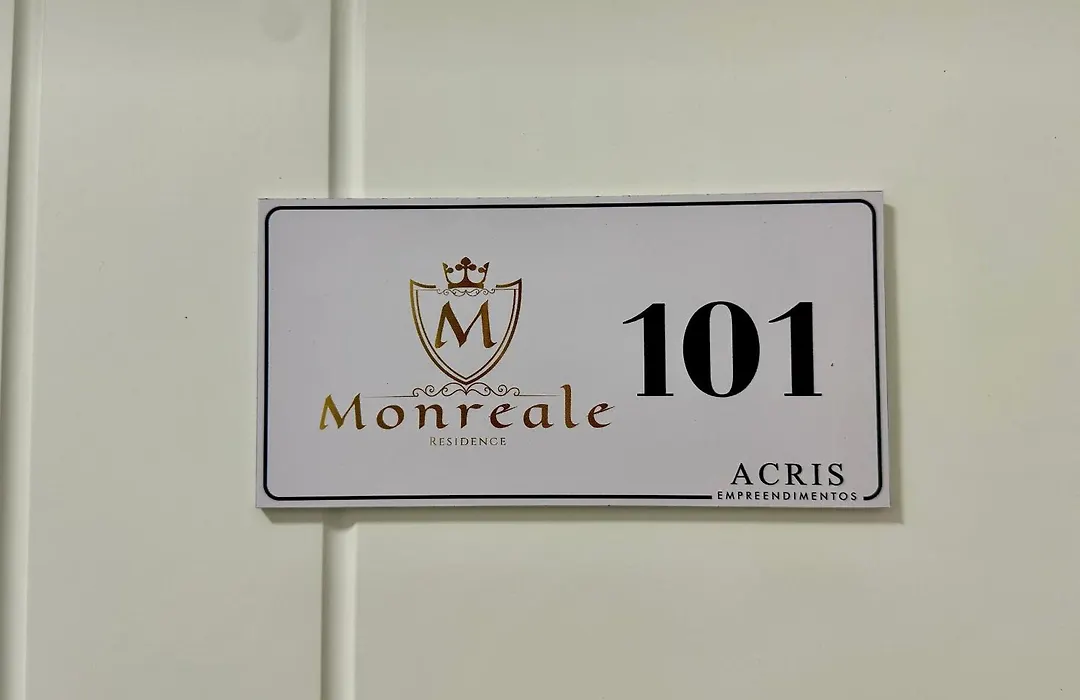 M
Monreale
RESIDENCE
101
ACRIS
EMPREENDIMENTOS